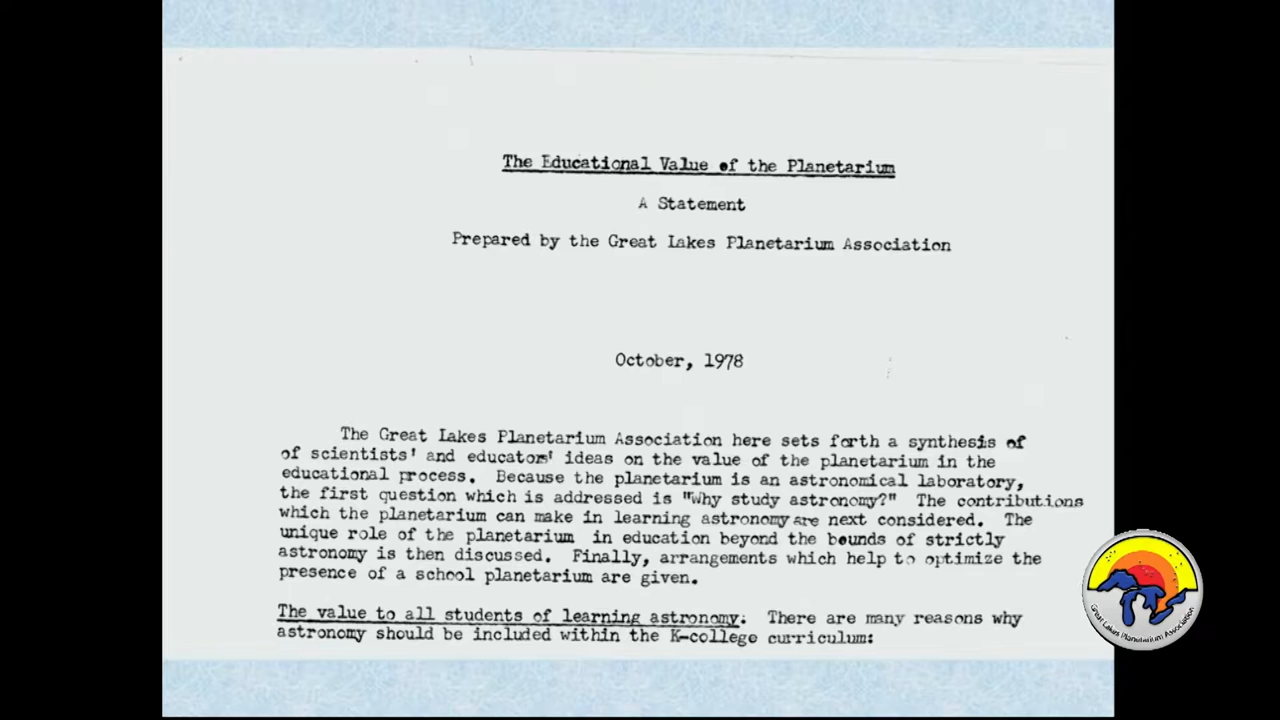 The Educational Value of the Planetarium
A Statement
Prepared by the Great Lakes Planetarium Association
October, 1978
The Great Lakes Planetarium Association here sets forth a synthesis of
of scientists' and educators' ideas on the value of the planetarium in the
educational process. Because the planetarium is an astronomical laboratory,
the first question which is addressed is "Why study astronomy?" The contributions
which the planetarium can make in learning astronomy are next considered. The
unique role of the planetarium in education beyond the bounds of strictly
astronomy is then discussed. Finally, arrangements which help to optimize the
presence of a school planetarium are given.
The value to all students of learning astronomy. There are many reasons why
astronomy should be included within the K-college curriculum:
Great Lakes Planetarium Association